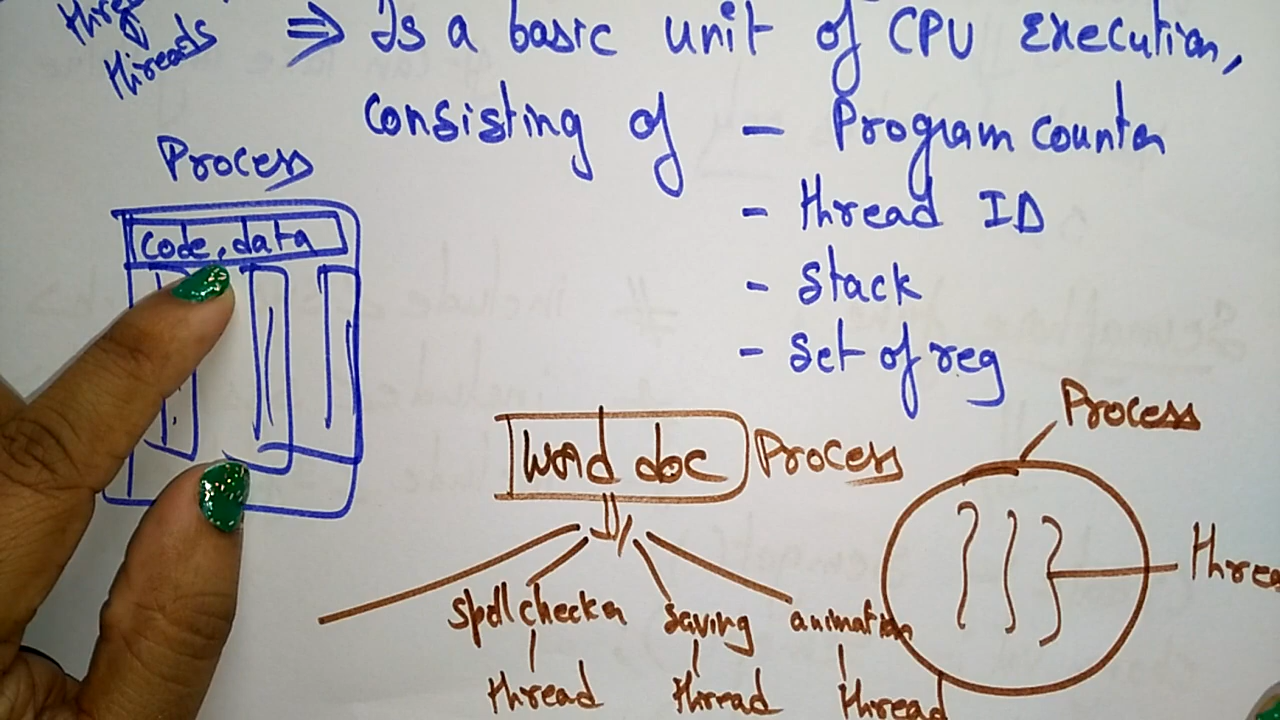 threads
⇒ Is a basic unit of CPU Execution,
consisting of - Program counter
- thread ID
- stack
- set of reg
Process
code, data
word doc Process
Process
spell checker saving animation
thread thread thread
threa